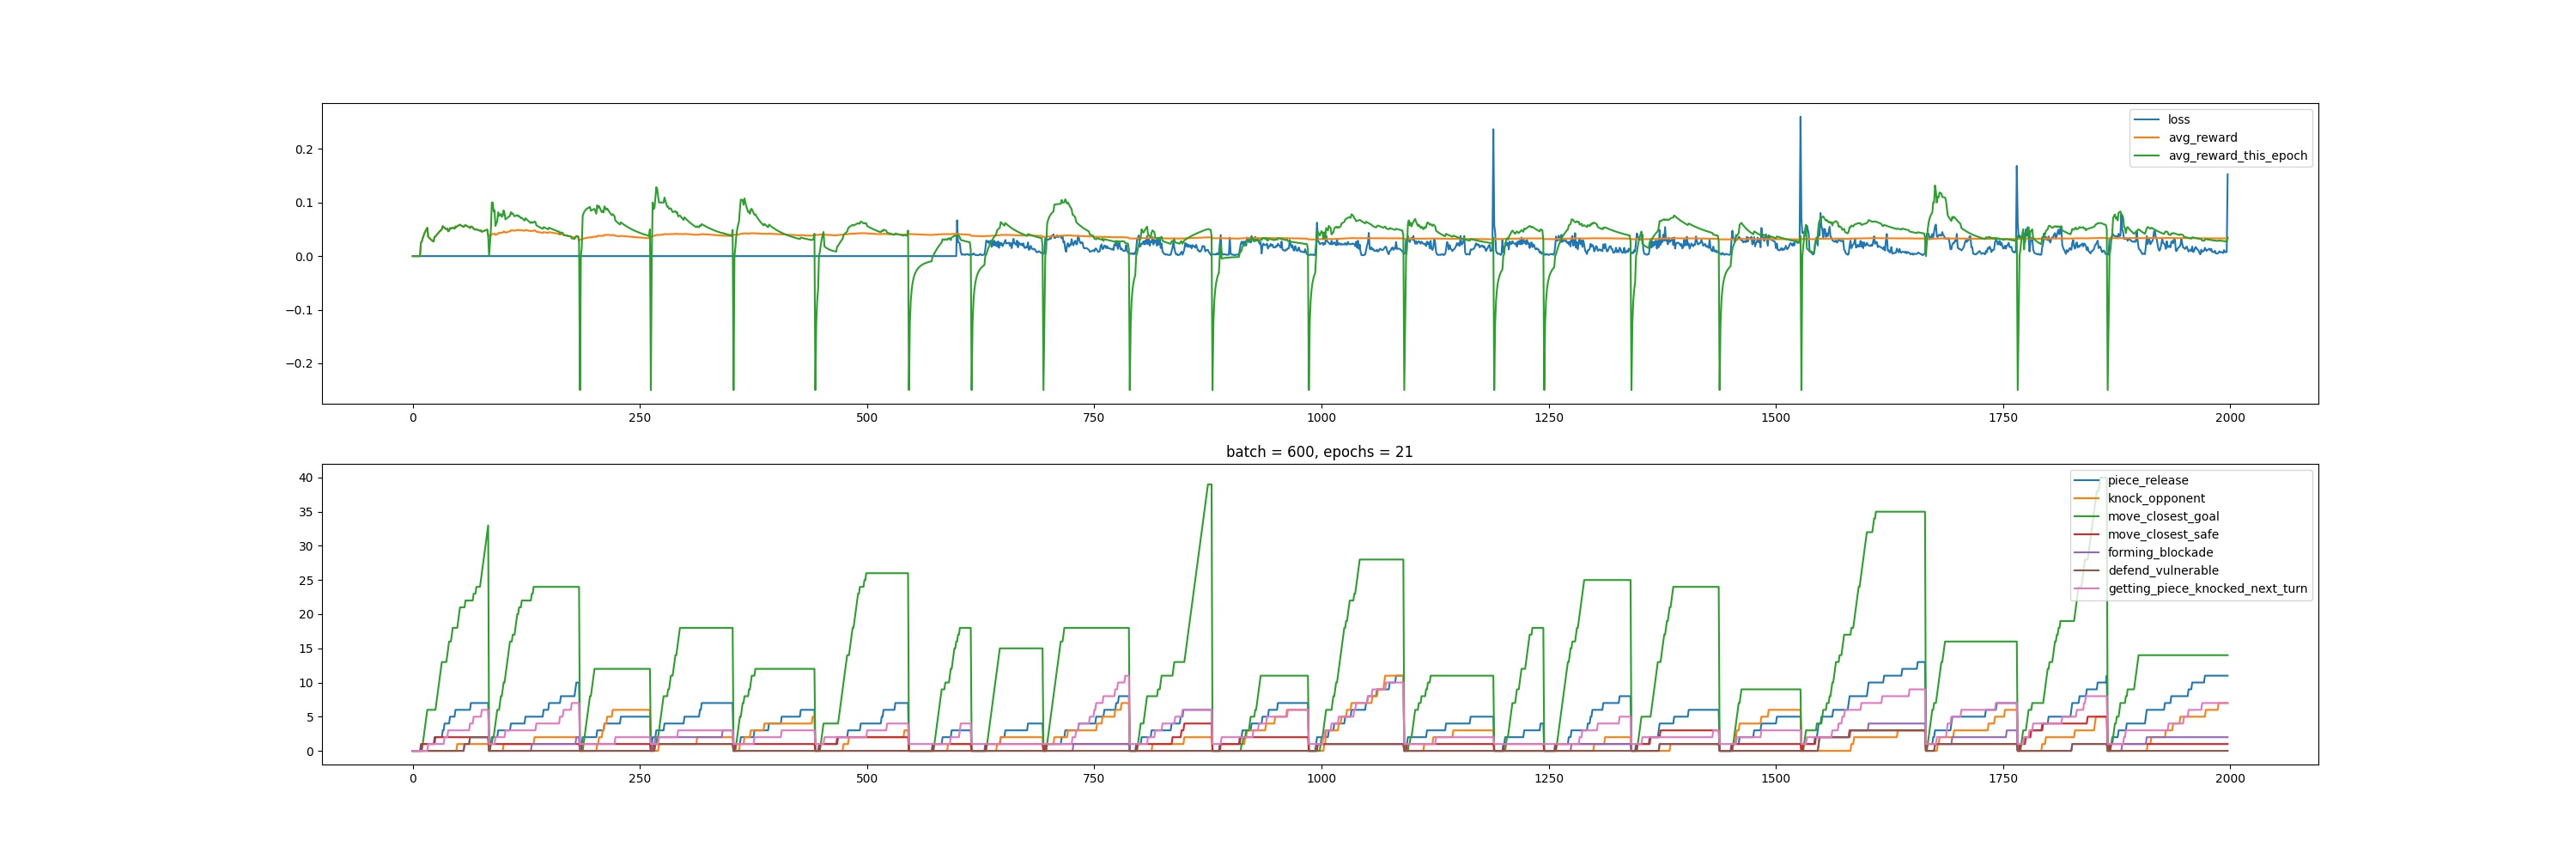 0.2
0.1
0.0
−0.1
−0.2
loss
avg_reward
avg_reward_this_epoch
0 250 500 750 1000 1250 1500 1750 2000
batch = 600, epochs = 21
40
35
30
25
20
15
10
5
0
piece_release
knock_opponent
move_closest_goal
move_closest_safe
forming_blockade
defend_vulnerable
getting_piece_knocked_next_turn
0 250 500 750 1000 1250 1500 1750 2000